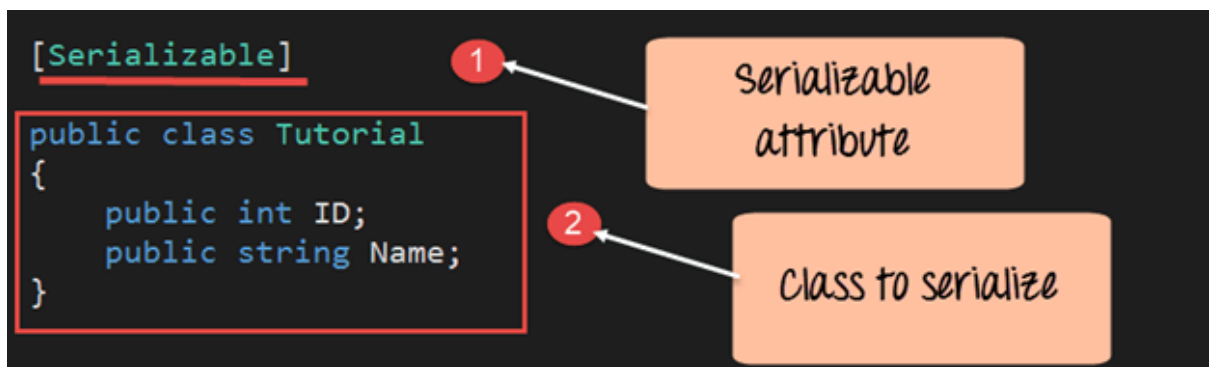 [Serializable]
1
Serializable
attribute
public class Tutorial
{
    public int ID;
    public string Name;
}
2
Class to serialize